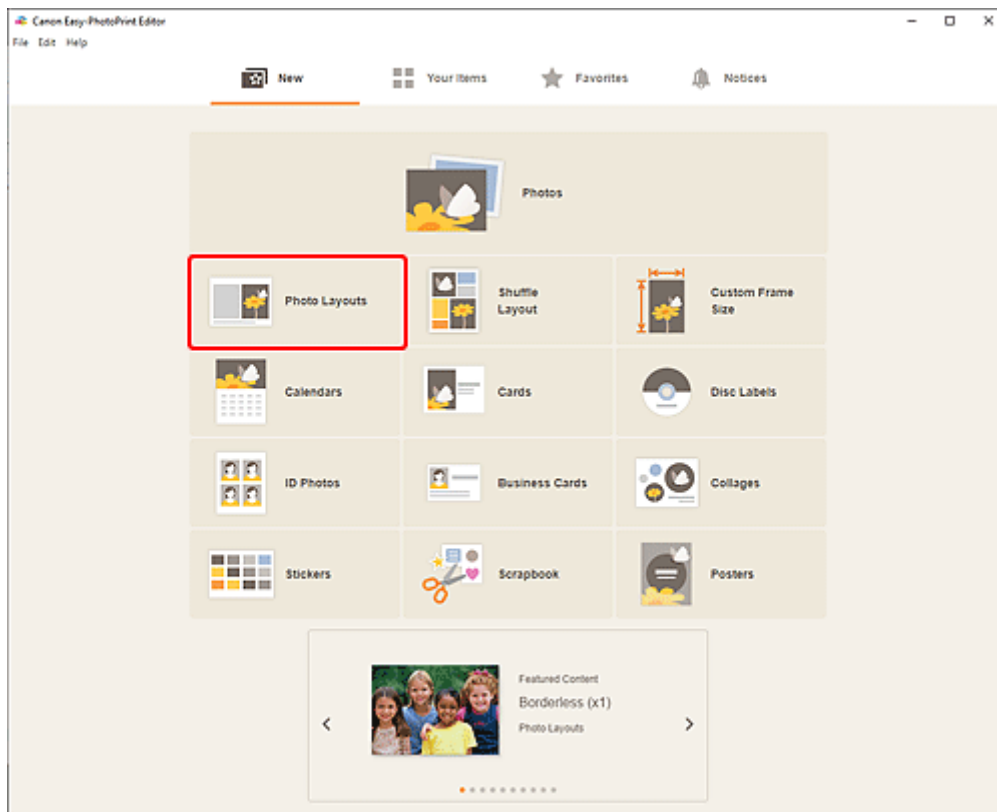 Canon Easy-PhotoPrint Editor
File Edit Help
New Your Items Favorites Notices
Photos
Photo Layouts
Shuffle
Layout
Custom Frame
Size
Calendars
Cards
Disc Labels
ID Photos
Business Cards
Collages
Stickers
Scrapbook
Posters
Featured Content
Borderless (x1)
Photo Layouts